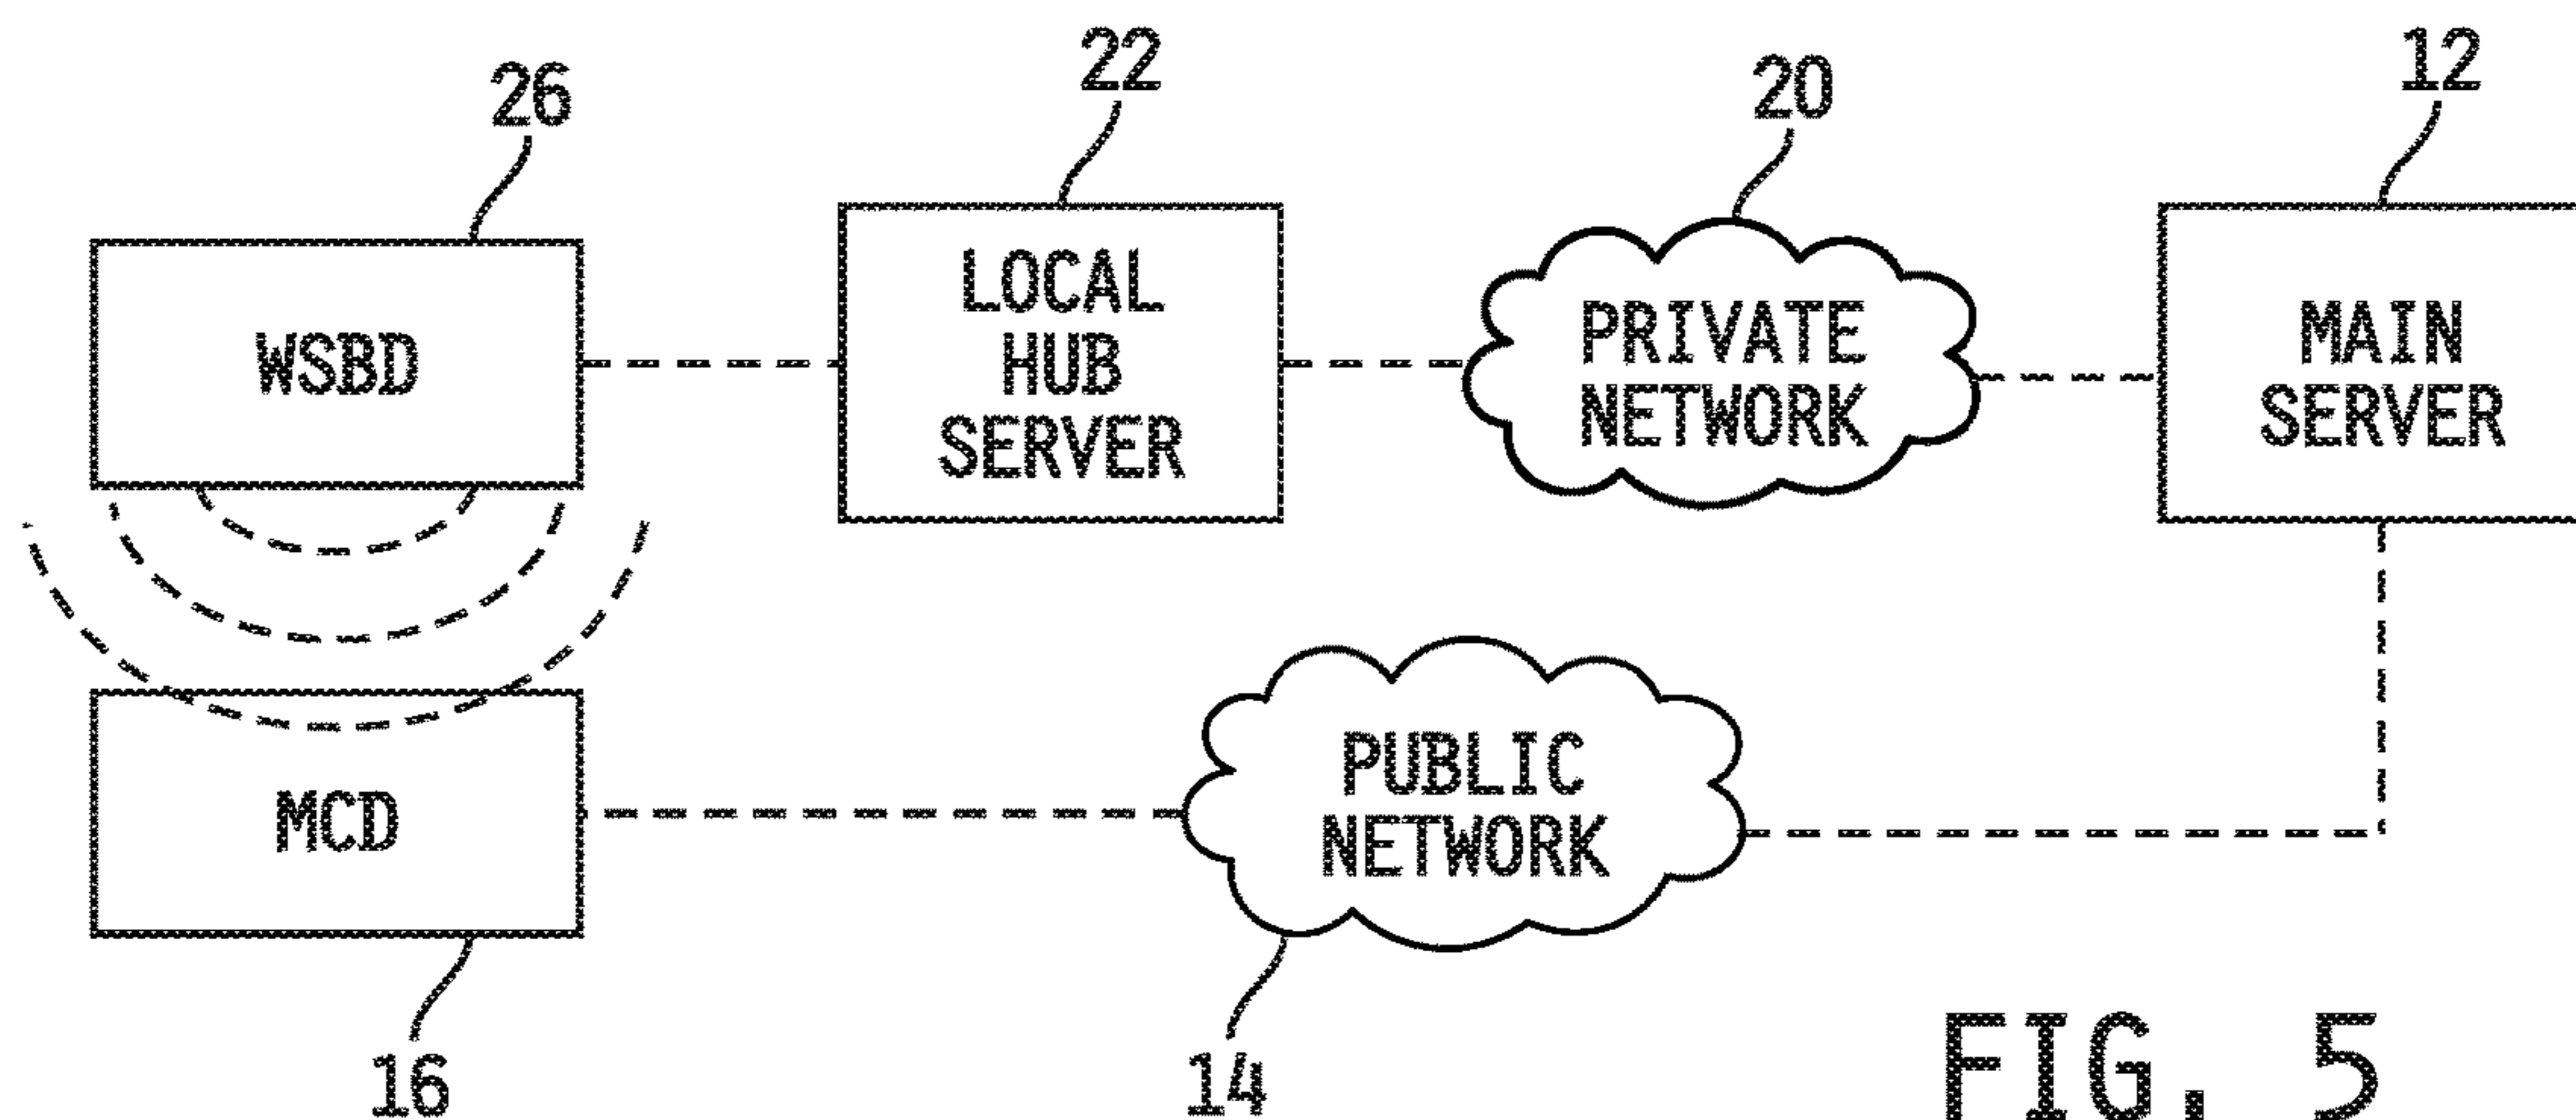 26
22
20
12
WSBD
LOCAL
HUB
SERVER
PRIVATE
NETWORK
MAIN
SERVER
MCD
PUBLIC
NETWORK
16
14
FIG. 5